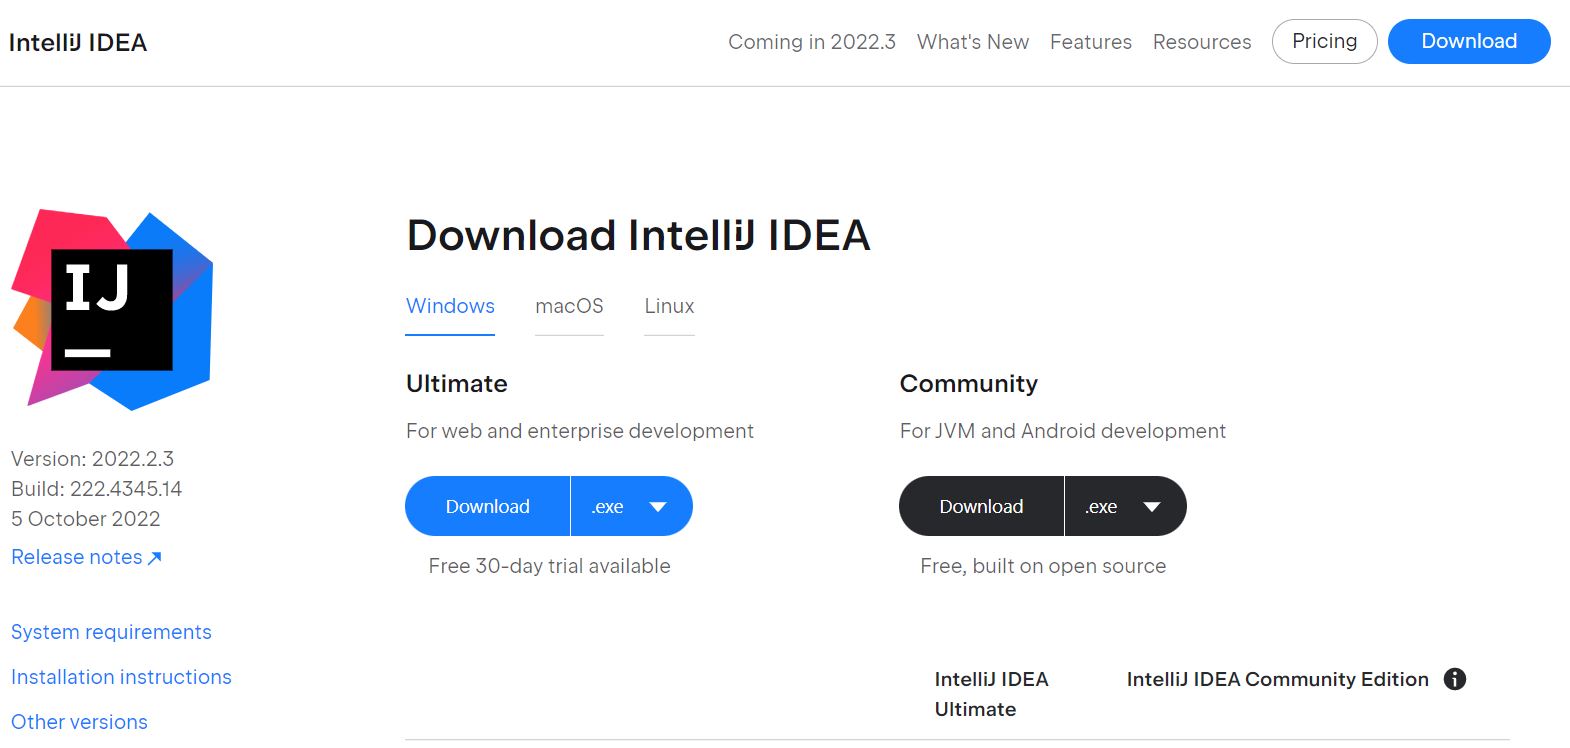 IntelliJ IDEA
Coming in 2022.3 What's New Features Resources Pricing Download
IJ
Download IntelliJ IDEA
Windows macOS Linux
Ultimate
For web and enterprise development
Download .exe
Free 30-day trial available
Community
For JVM and Android development
Download .exe
Free, built on open source
Version: 2022.2.3
Build: 222.4345.14
5 October 2022
Release notes
System requirements
Installation instructions
Other versions
IntelliJ IDEA
Ultimate
IntelliJ IDEA Community Edition